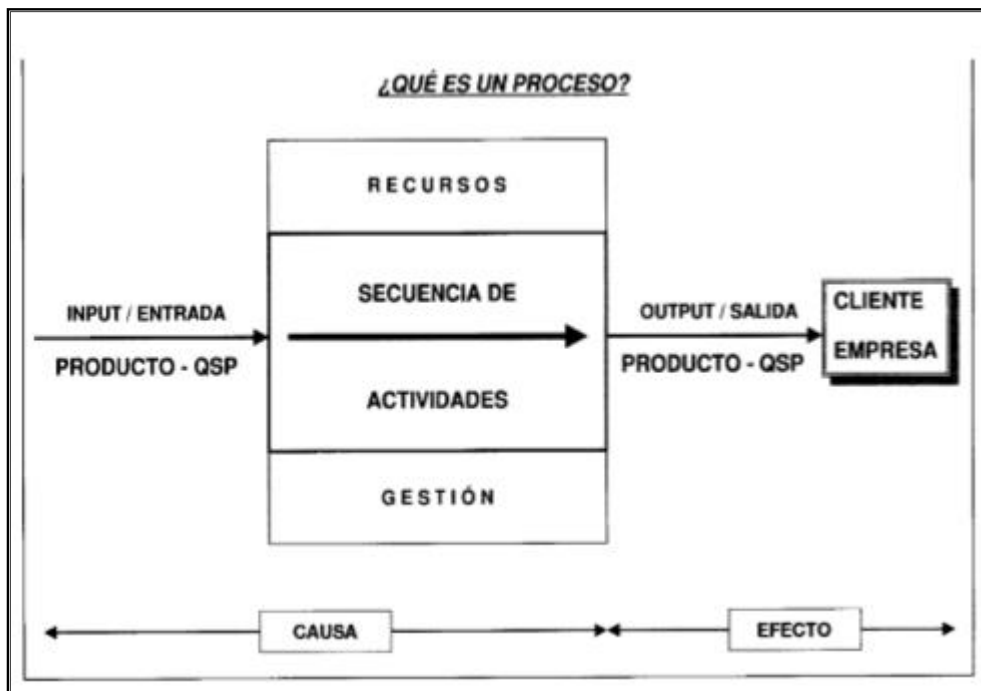 ¿QUÉ ES UN PROCESO?
RECURSOS
INPUT / ENTRADA
PRODUCTO - QSP
SECUENCIA DE
ACTIVIDADES
OUTPUT / SALIDA
PRODUCTO - QSP
CLIENTE
EMPRESA
GESTIÓN
CAUSA
EFECTO